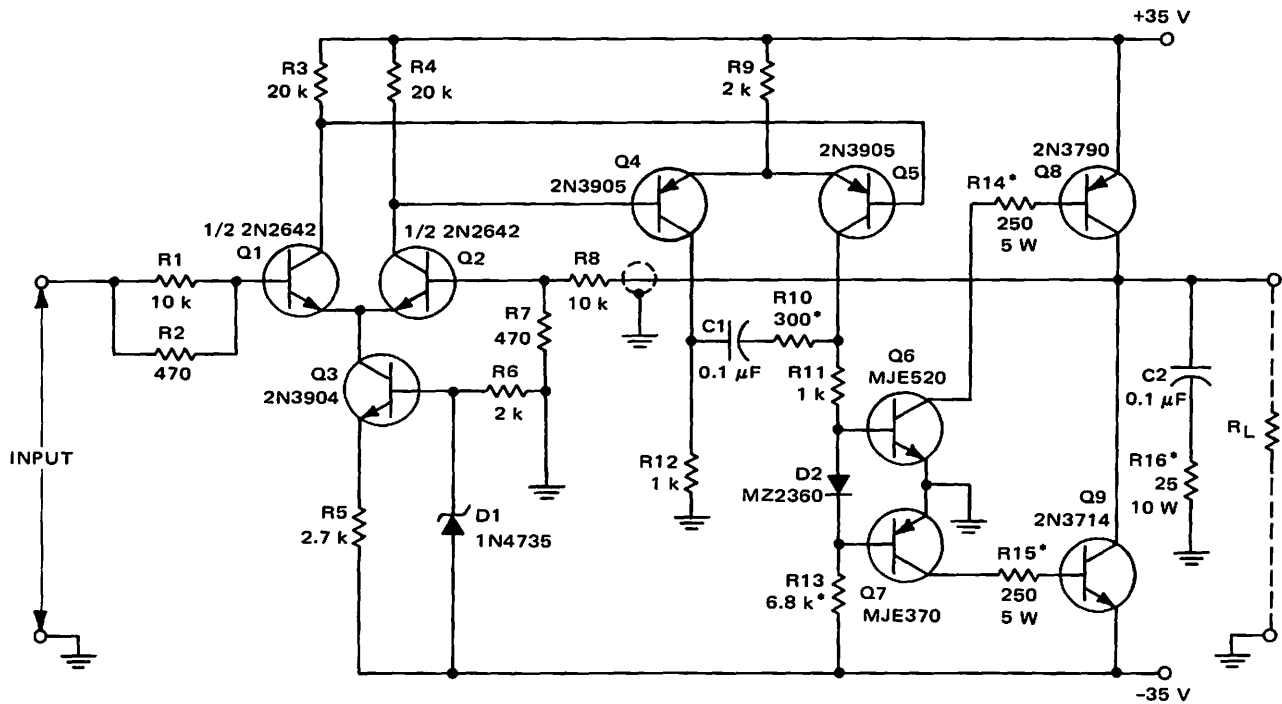 +35 V
R3
20 k
R4
20 k
R9
2 k
Q4
2N3905
2N3905
Q5
2N3790
Q8
R14*
250
5 W
1/2 2N2642
Q1
1/2 2N2642
Q2
R1
10 k
R2
470
R8
10 k
R7
470
R10
300*
C1
0.1 μF
R11
1 k
Q6
MJE520
Q3
2N3904
R6
2 k
C2
0.1 μF
RL
INPUT
R12
1 k
D2
MZ2360
R16*
25
10 W
R5
2.7 k
D1
1N4735
Q9
2N3714
R15*
250
5 W
R13
6.8 k*
Q7
MJE370
-35 V